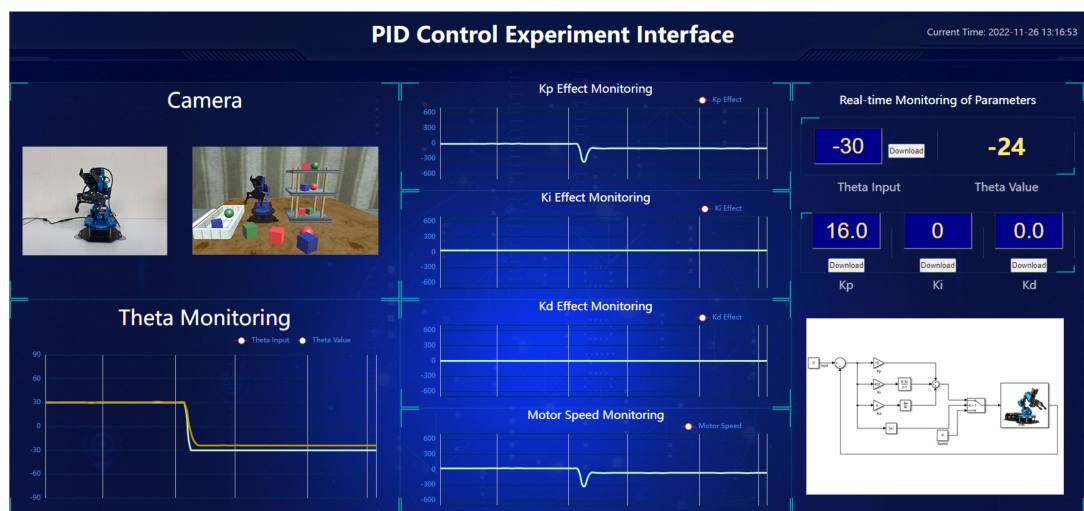 PID Control Experiment Interface
Current Time: 2022-11-26 13:16:53
Camera
Theta Monitoring
Theta Input Theta Value
90
60
30
0
-30
-60
-90
Kp Effect Monitoring
Kp Effect
600
300
0
-300
-600
Ki Effect Monitoring
Ki Effect
600
300
0
-300
-600
Kd Effect Monitoring
Kd Effect
600
300
0
-300
-600
Motor Speed Monitoring
Motor Speed
600
300
0
-300
-600
Real-time Monitoring of Parameters
-30 Download -24
Theta Input Theta Value
16.0 0 0.0
Download Download Download
Kp Ki Kd